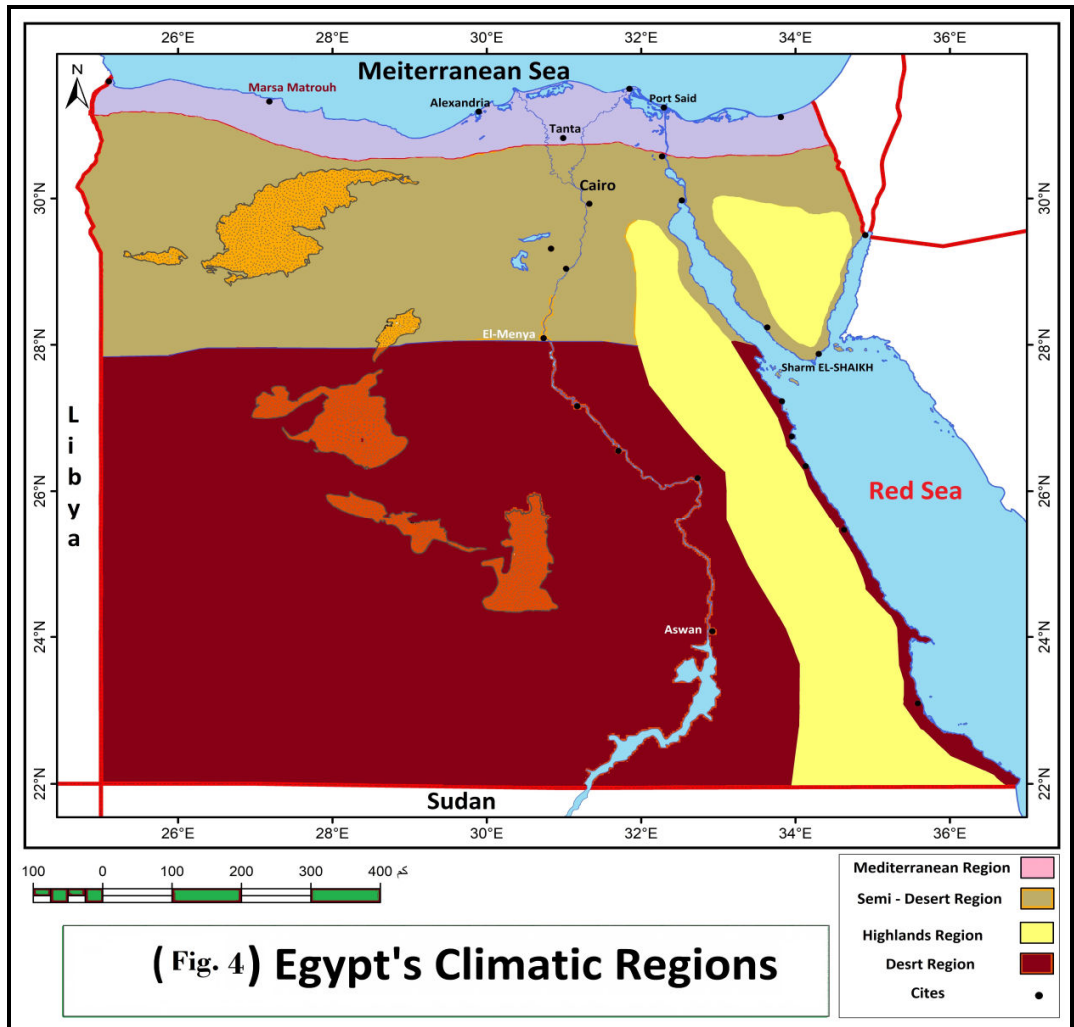 26°E 28°E 30°E 32°E 34°E 36°E
N
Meiterranean Sea
Marsa Matrouh
Alexandria
Port Said
Tanta
Cairo
30°N 30°N
El-Menya
28°N 28°N
Sharm EL-SHAIKH
Libya
26°N 26°N
Red Sea
24°N 24°N
Aswan
22°N 22°N
Sudan
26°E 28°E 30°E 32°E 34°E 36°E
100 0 100 200 300 400 كم
Mediterranean Region
Semi - Desert Region
Highlands Region
Desrt Region
Cites
(Fig. 4) Egypt's Climatic Regions